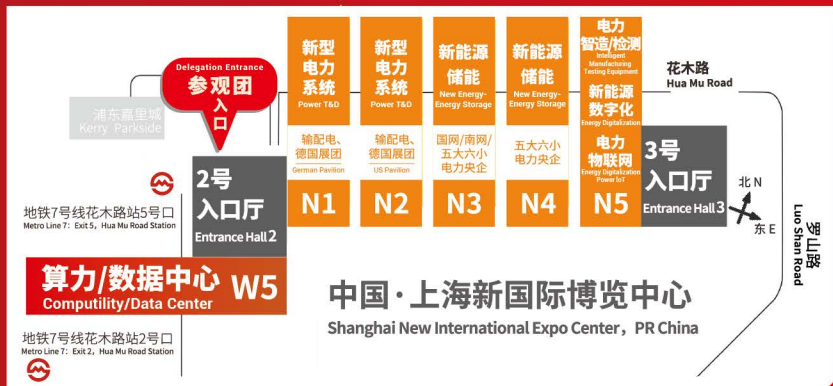 Delegation Entrance
参观团
入
口
浦东嘉里城
Kerry Parkside
地铁7号线花木路站5号口
Metro Line 7: Exit 5, Hua Mu Road Station
2号
入口厅
Entrance Hall 2
算力/数据中心
Computility/Data Center
W5
地铁7号线花木路站2号口
Metro Line 7: Exit 2, Hua Mu Road Station
新型
电力
系统
Power T&D
输配电、
德国展团
German Pavilion
N1
新型
电力
系统
Power T&D
输配电、
德国展团
US Pavilion
N2
新能源
储能
New Energy-
Energy Storage
国网/南网/
五大六小
电力央企
N3
新能源
储能
New Energy-
Energy Storage
五大六小
电力央企
N4
电力
智造/检测
Intelligent
Manufacturing
Testing Equipment
新能源
数字化
Energy Digitalization
电力
物联网
Energy Digitalization
Power IoT
N5
3号
入口厅
Entrance Hall 3
花木路
Hua Mu Road
北 N
东 E
罗山路
Luo Shan Road
中国·上海新国际博览中心
Shanghai New International Expo Center, PR China